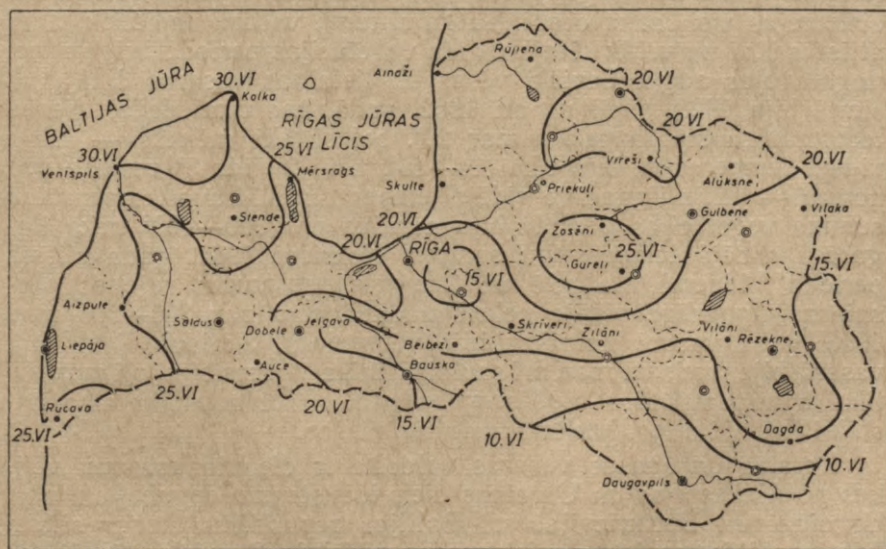 BALTIJAS JŪRA
30.VI
Kolka
RĪGAS JŪRAS
LĪCIS
Ainaži
Rūjiena
20.VI
20.VI
30.VI
Ventspils
25.VI
Mērsrags
Skulte
Priekuļi
Vireši
Alūksne
20.VI
Viļaka
Gulbene
Stende
20.VI
20.VI
RĪGA
Zosēni
25.VI
Gureļi
15.VI
15.VI
Aizpute
Saldus
Dobele
Jelgava
Skrīveri
Zīlāni
Viļāni
Rēzekne
Liepāja
Auce
Beibeži
Bauska
Rucava
25.VI
25.VI
20.VI
15.VI
10.VI
Dagda
10.VI
Daugavpils